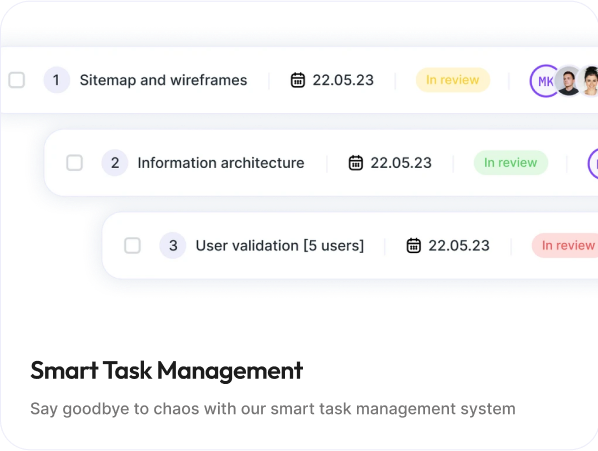 1 Sitemap and wireframes 22.05.23 In review MK
2 Information architecture 22.05.23 In review
3 User validation [5 users] 22.05.23 In review
Smart Task Management
Say goodbye to chaos with our smart task management system